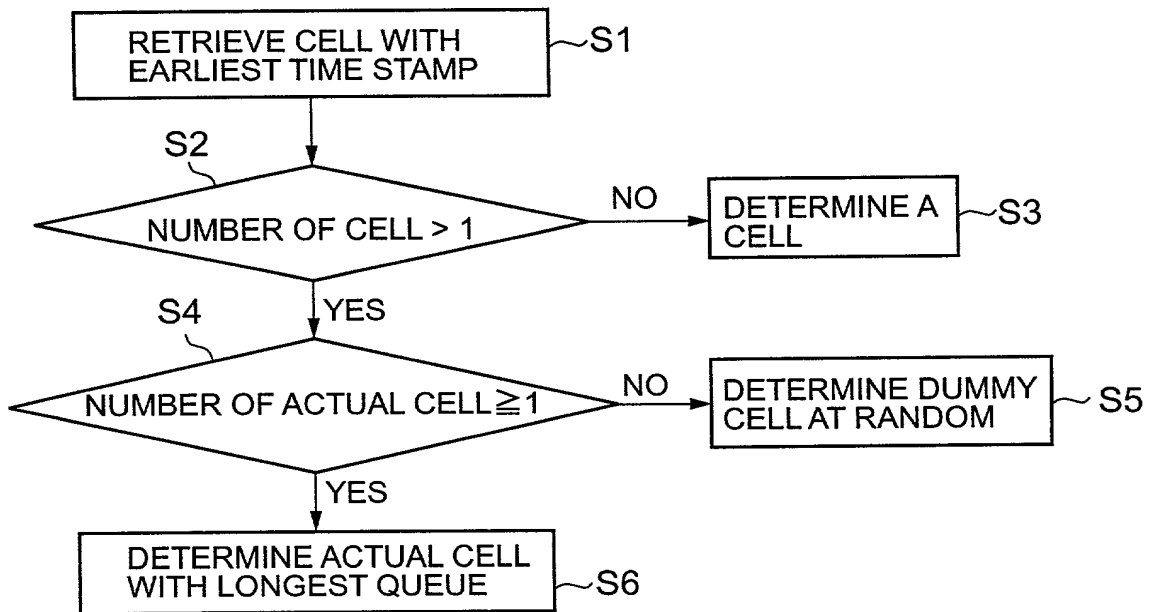 RETRIEVE CELL WITH
EARLIEST TIME STAMP
S1
S2
NUMBER OF CELL > 1
NO
DETERMINE A
CELL
S3
YES
S4
NUMBER OF ACTUAL CELL ≧ 1
NO
DETERMINE DUMMY
CELL AT RANDOM
S5
YES
DETERMINE ACTUAL CELL
WITH LONGEST QUEUE
S6